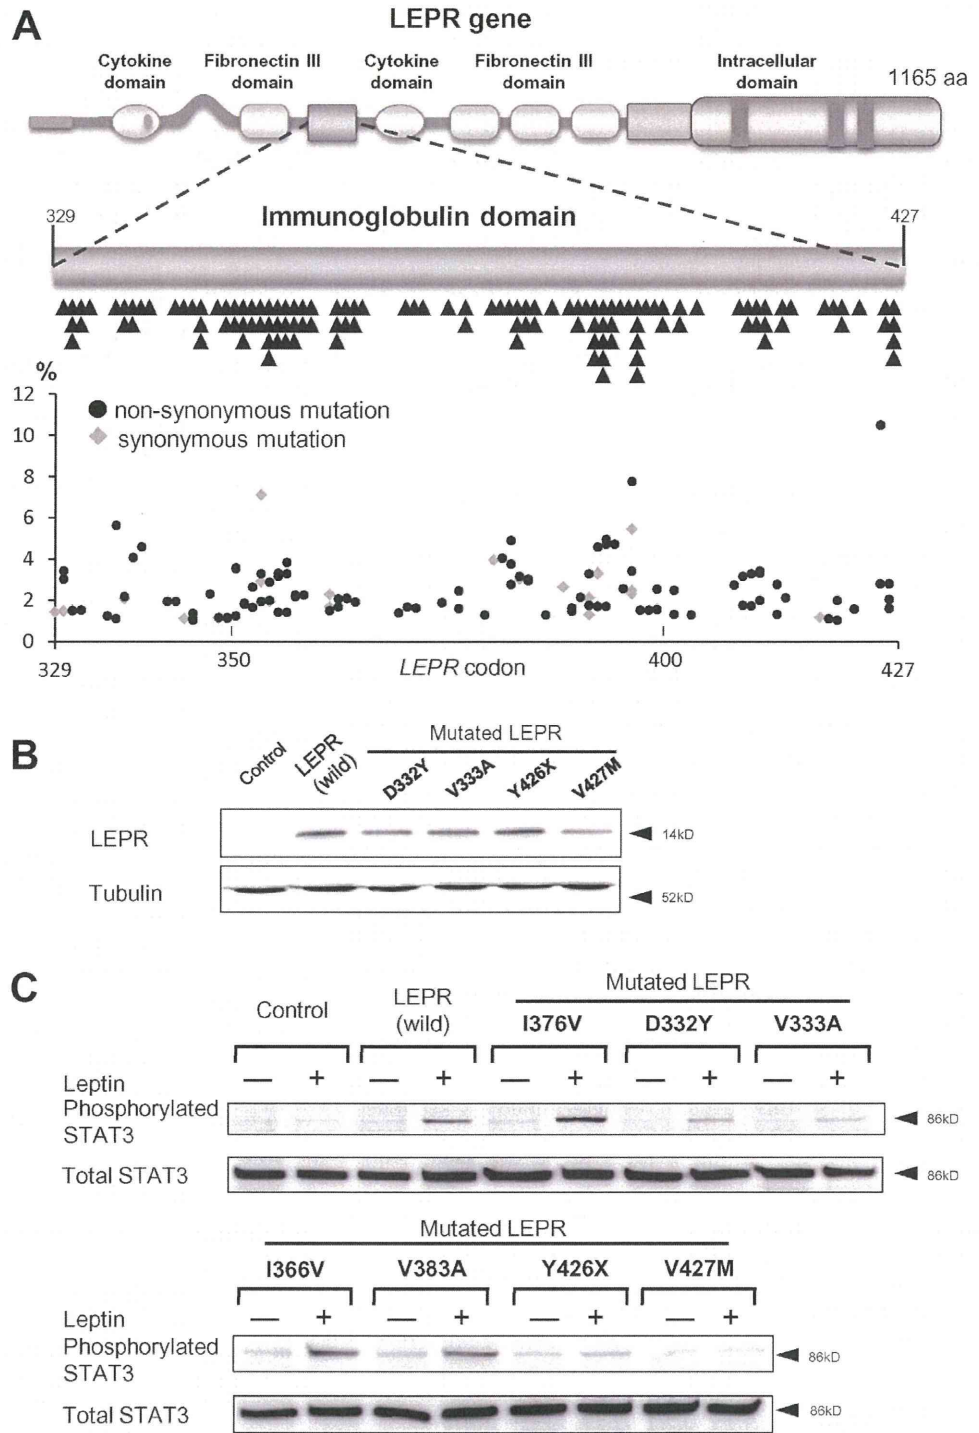 A
LEPR gene
Cytokine domain
Fibronectin III domain
Cytokine domain
Fibronectin III domain
Intracellular domain
1165 aa
329
Immunoglobulin domain
427
%
12
10
8
6
4
2
0
non-synonymous mutation
synonymous mutation
329
350
LEPR codon
400
427
B
Control
LEPR (wild)
Mutated LEPR
D332Y
V333A
Y426X
V427M
LEPR
14kD
Tubulin
52kD
C
Control
LEPR (wild)
Mutated LEPR
I376V
D332Y
V333A
Leptin
— + — + — + — + — +
Phosphorylated STAT3
86kD
Total STAT3
86kD
Mutated LEPR
I366V
V383A
Y426X
V427M
Leptin
— + — + — + — +
Phosphorylated STAT3
86kD
Total STAT3
86kD